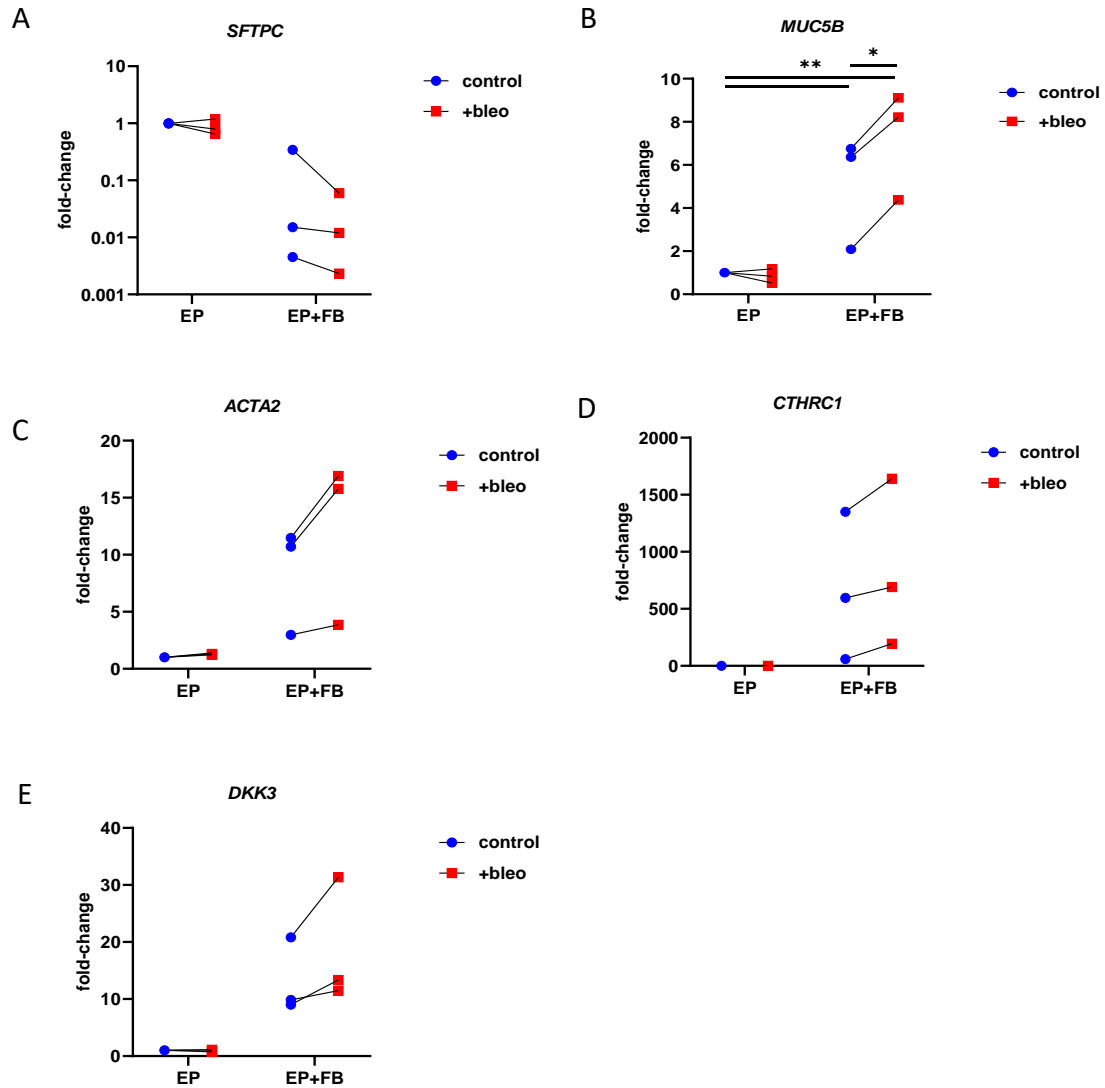 A
SFTPC
fold-change
10
1
0.1
0.01
0.001
EP
EP+FB
control
+bleo
B
MUC5B
fold-change
**
*
10
8
6
4
2
0
EP
EP+FB
control
+bleo
C
ACTA2
fold-change
20
15
10
5
0
EP
EP+FB
control
+bleo
D
CTHRC1
fold-change
2000
1500
1000
500
0
EP
EP+FB
control
+bleo
E
DKK3
fold-change
40
30
20
10
0
EP
EP+FB
control
+bleo